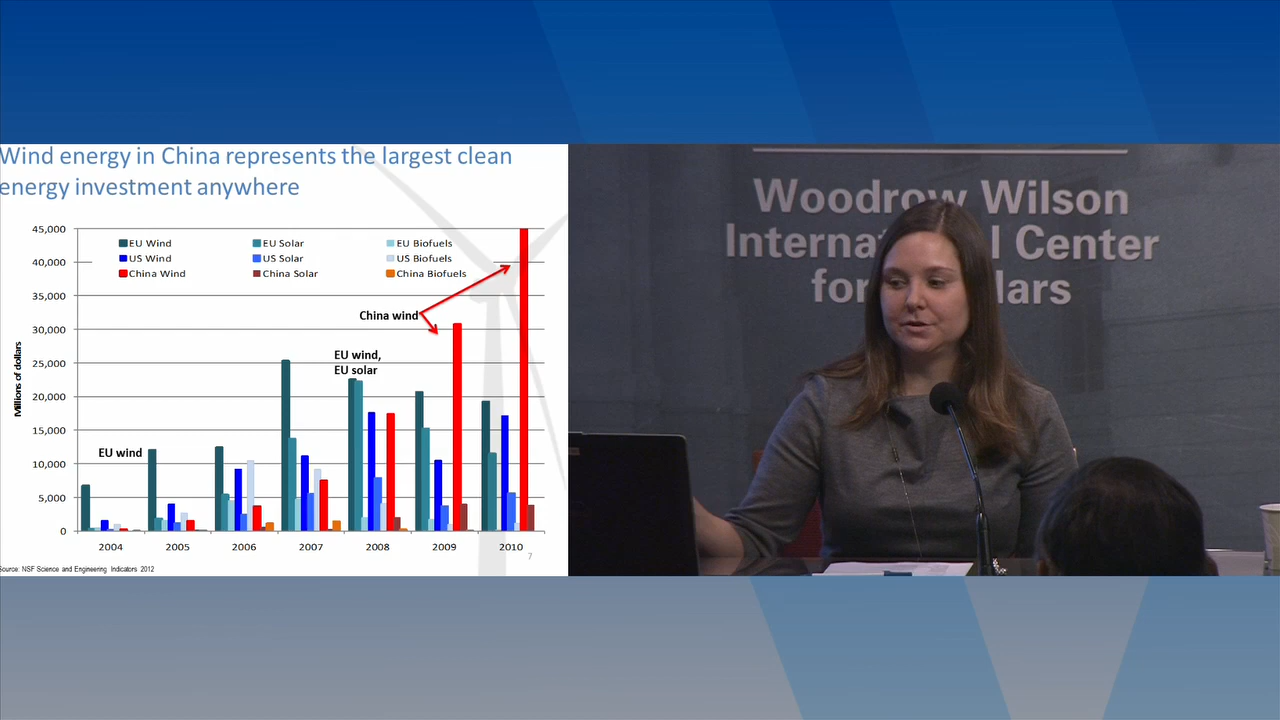 Wind energy in China represents the largest clean
energy investment anywhere
45,000
40,000
35,000
30,000
25,000
20,000
15,000
10,000
5,000
0
Millions of dollars
EU Wind
EU Solar
EU Biofuels
US Wind
US Solar
US Biofuels
China Wind
China Solar
China Biofuels
China wind
EU wind,
EU solar
EU wind
2004
2005
2006
2007
2008
2009
2010
7
Source: NSF Science and Engineering Indicators 2012
Woodrow Wilson
International Center
for lars